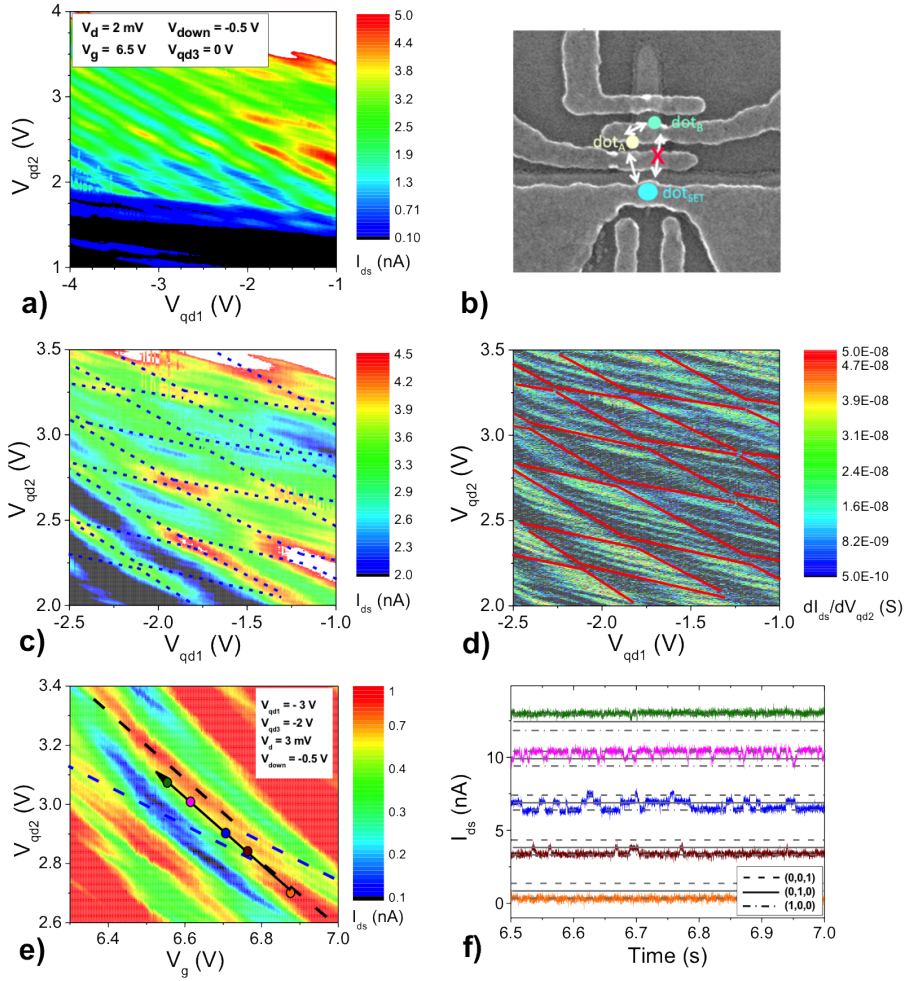 V_d = 2 mV V_down = -0.5 V
V_g = 6.5 V V_qd3 = 0 V
4
3
2
1
V_qd2 (V)
-4 -3 -2 -1
V_qd1 (V)
5.0
4.4
3.8
3.2
2.5
1.9
1.3
0.71
0.10
I_ds (nA)
a)
dot_B
dot_A
X
dot_SET
b)
3.5
3.0
2.5
2.0
V_qd2 (V)
-2.5 -2.0 -1.5 -1.0
V_qd1 (V)
4.5
4.2
3.9
3.6
3.3
2.9
2.6
2.3
2.0
I_ds (nA)
c)
3.5
3.0
2.5
2.0
V_qd2 (V)
-2.5 -2.0 -1.5 -1.0
V_qd1 (V)
5.0E-08
4.7E-08
3.9E-08
3.1E-08
2.4E-08
1.6E-08
8.2E-09
5.0E-10
dI_ds/dV_qd2 (S)
d)
V_qd1 = - 3 V
V_qd3 = -2 V
V_d = 3 mV
V_down = -0.5 V
3.4
3.2
3.0
2.8
2.6
V_qd2 (V)
6.4 6.6 6.8 7.0
V_g (V)
1
0.7
0.4
0.1
I_ds (nA)
e)
10
5
0
I_ds (nA)
(0,0,1)
(0,1,0)
(1,0,0)
6.5 6.6 6.7 6.8 6.9 7.0
Time (s)
f)